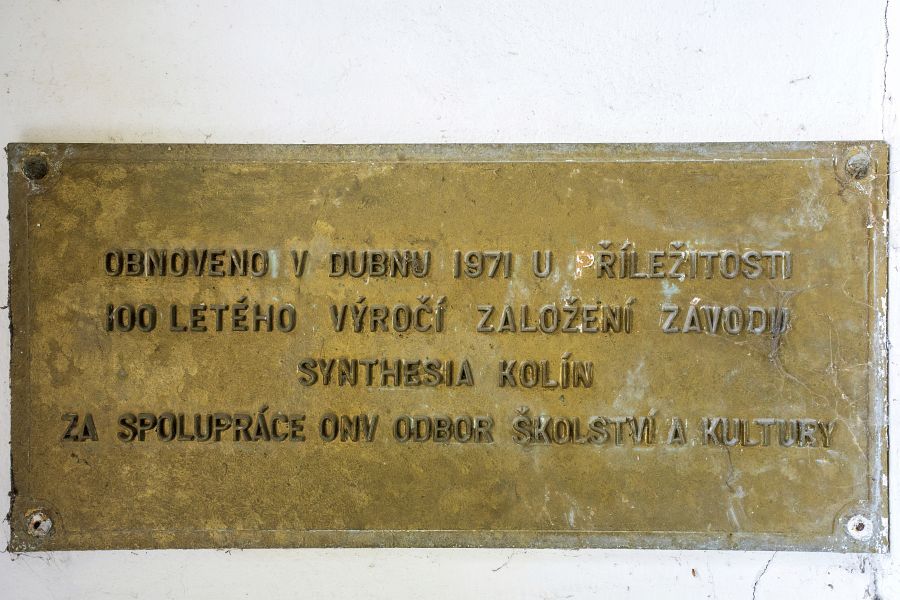 OBNOVENO V DUBNU 1971 U PŘÍLEŽITOSTI
100 LETÉHO VÝROČÍ ZALOŽENÍ ZÁVODU
SYNTHESIA KOLÍN
ZA SPOLUPRÁCE ONV ODBOR ŠKOLSTVÍ A KULTURY